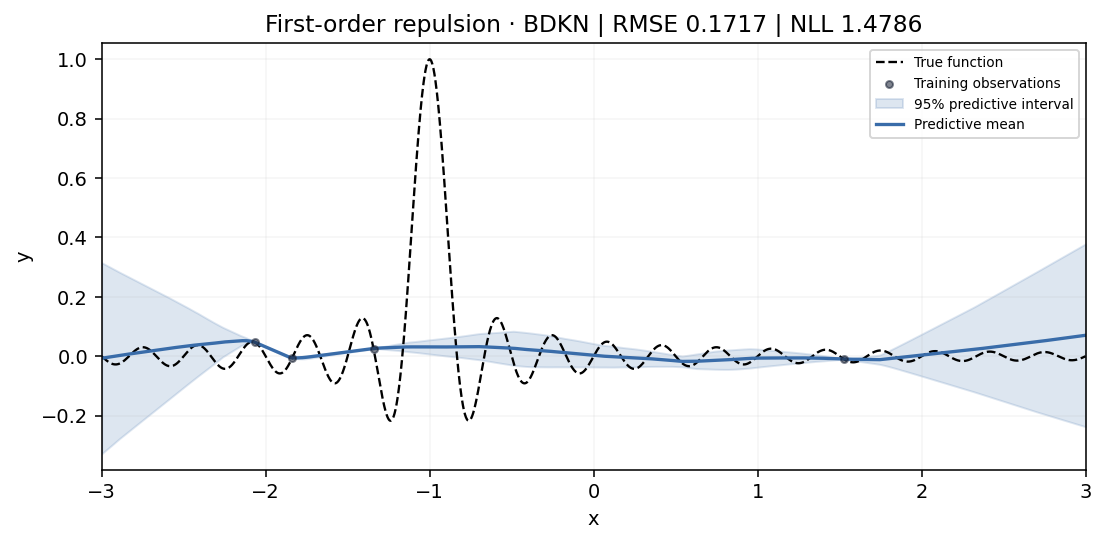 First-order repulsion · BDKN | RMSE 0.1717 | NLL 1.4786
True function
Training observations
95% predictive interval
Predictive mean
y
1.0
0.8
0.6
0.4
0.2
0.0
−0.2
−3
−2
−1
0
1
2
3
x